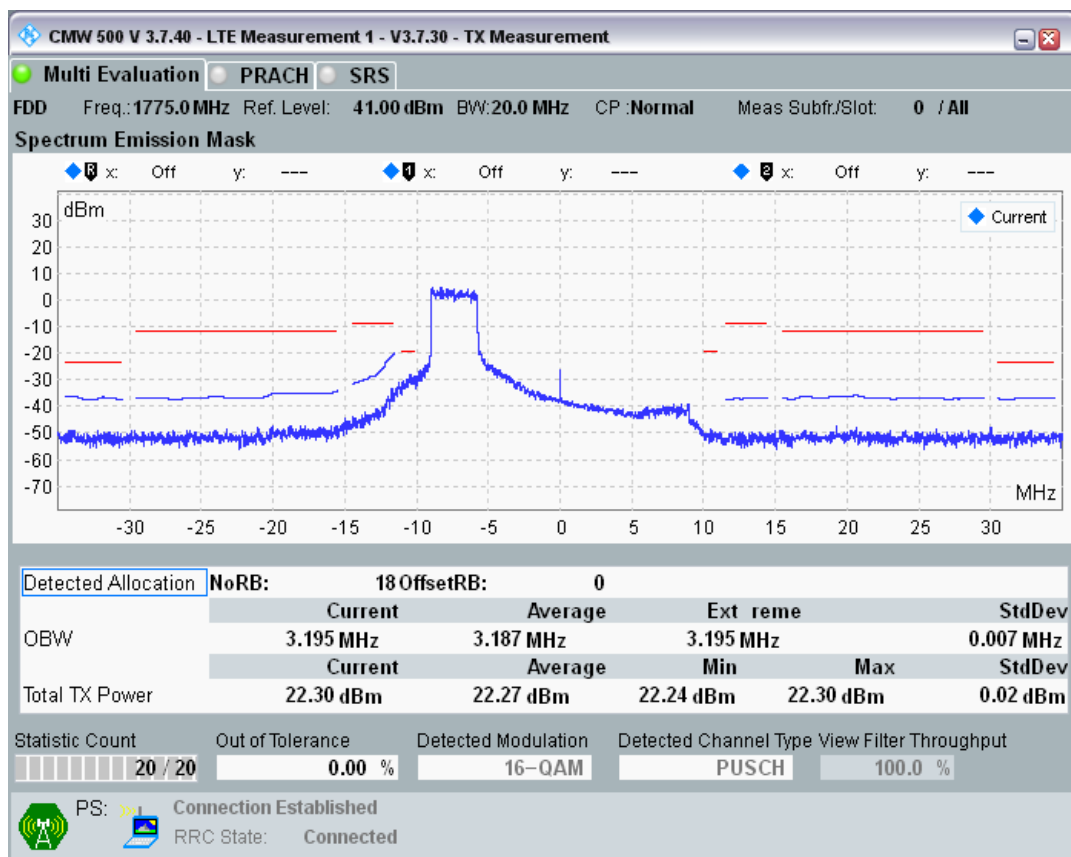 CMW 500 V 3.7.40 - LTE Measurement 1 - V3.7.30 - TX Measurement
Multi Evaluation PRACH SRS
FDD Freq.: 1775.0 MHz Ref. Level: 41.00 dBm BW: 20.0 MHz CP : Normal Meas Subfr./Slot: 0 / All
Spectrum Emission Mask
R x: Off y: --- 1 x: Off y: --- 2 x: Off y: ---
dBm
Current
30
20
10
0
-10
-20
-30
-40
-50
-60
-70
MHz
-30 -25 -20 -15 -10 -5 0 5 10 15 20 25 30
Detected Allocation NoRB: 18 OffsetRB: 0
Current Average Ext reme StdDev
OBW 3.195 MHz 3.187 MHz 3.195 MHz 0.007 MHz
Current Average Min Max StdDev
Total TX Power 22.30 dBm 22.27 dBm 22.24 dBm 22.30 dBm 0.02 dBm
Statistic Count Out of Tolerance Detected Modulation Detected Channel Type View Filter Throughput
20 / 20 0.00 % 16-QAM PUSCH 100.0 %
PS: Connection Established
RRC State: Connected